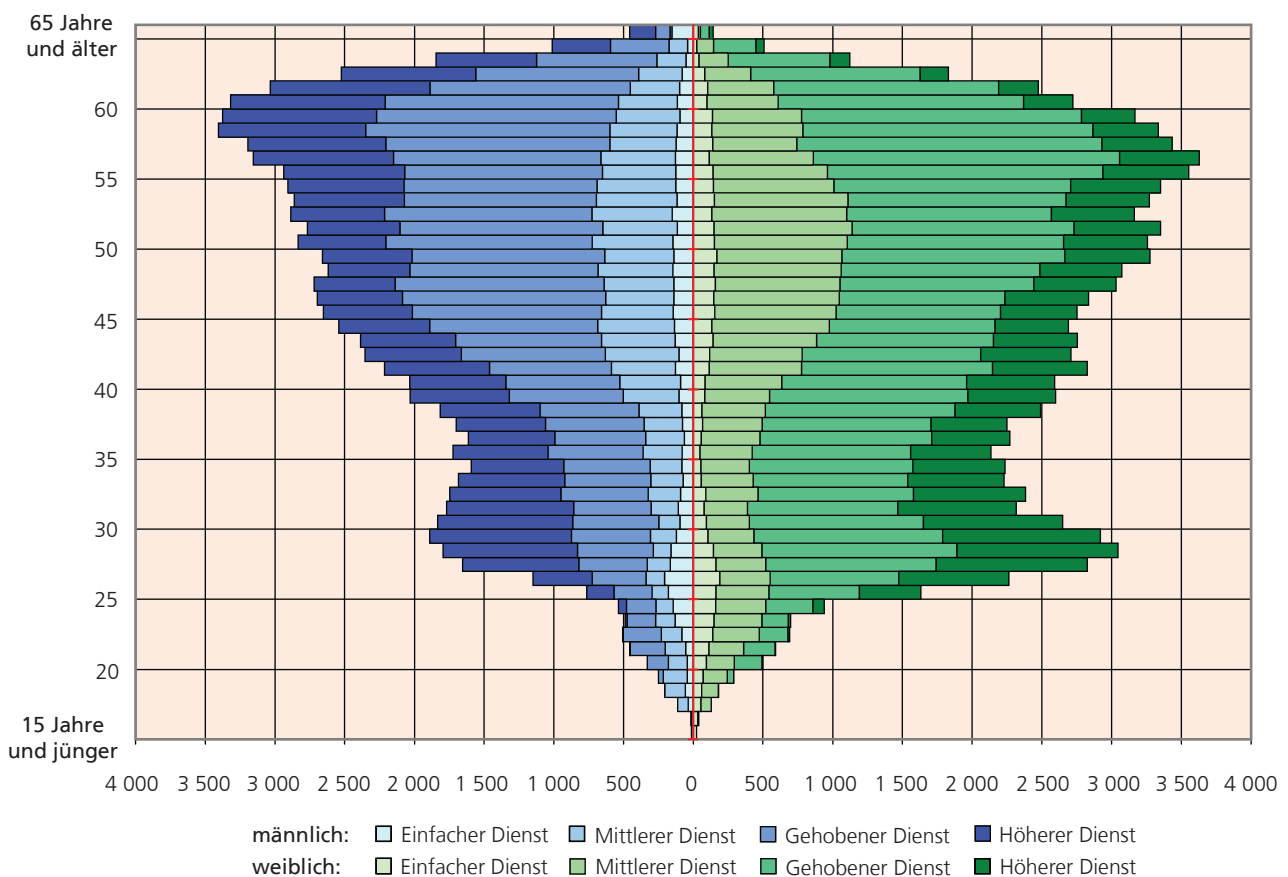 65 Jahre
und älter
60
55
50
45
40
35
30
25
20
15 Jahre
und jünger
4 000 3 500 3 000 2 500 2 000 1 500 1 000 500 0 500 1 000 1 500 2 000 2 500 3 000 3 500 4 000
männlich: Einfacher Dienst Mittlerer Dienst Gehobener Dienst Höherer Dienst
weiblich: Einfacher Dienst Mittlerer Dienst Gehobener Dienst Höherer Dienst